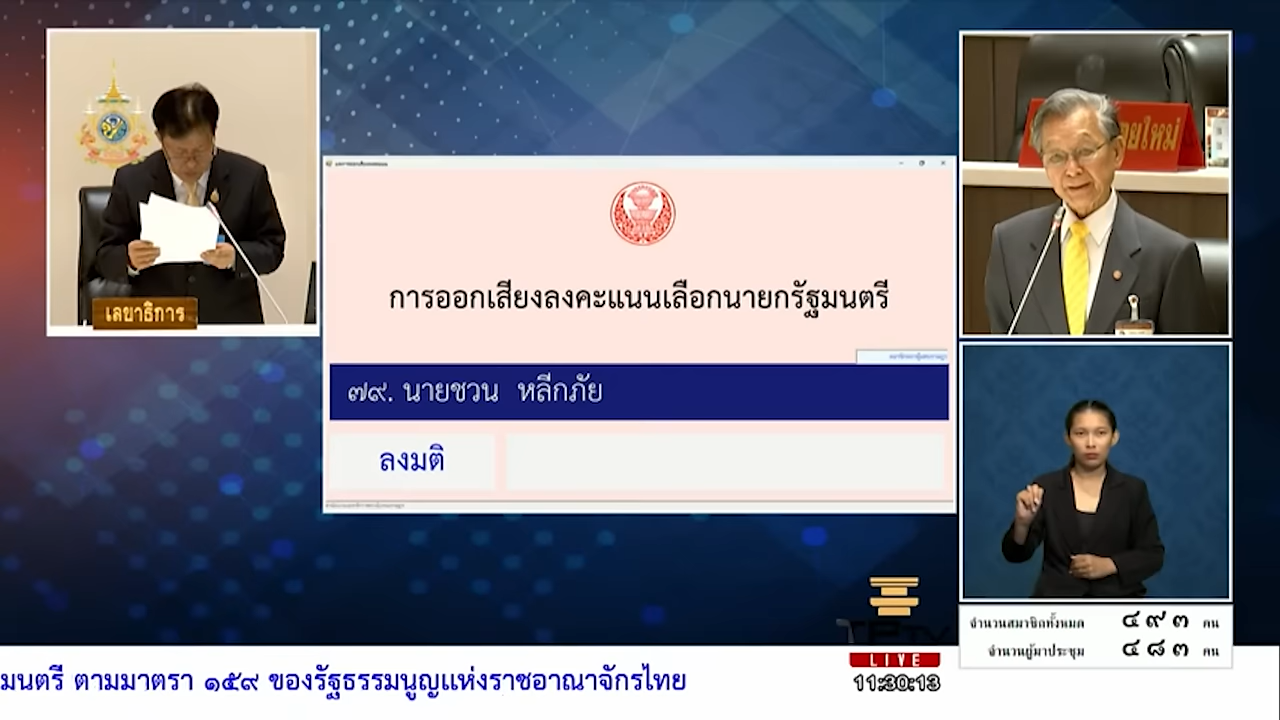 เลขาธิการ
การออกเสียงลงคะแนนเลือกนายกรัฐมนตรี
๗๙. นายชวน หลีกภัย
ลงมติ
จำนวนสมาชิกทั้งหมด ๔๙๓ คน
จำนวนผู้มาประชุม ๔๘๓ คน
TPTV
LIVE
11:30:13
มนตรี ตามมาตรา ๑๕๙ ของรัฐธรรมนูญแห่งราชอาณาจักรไทย